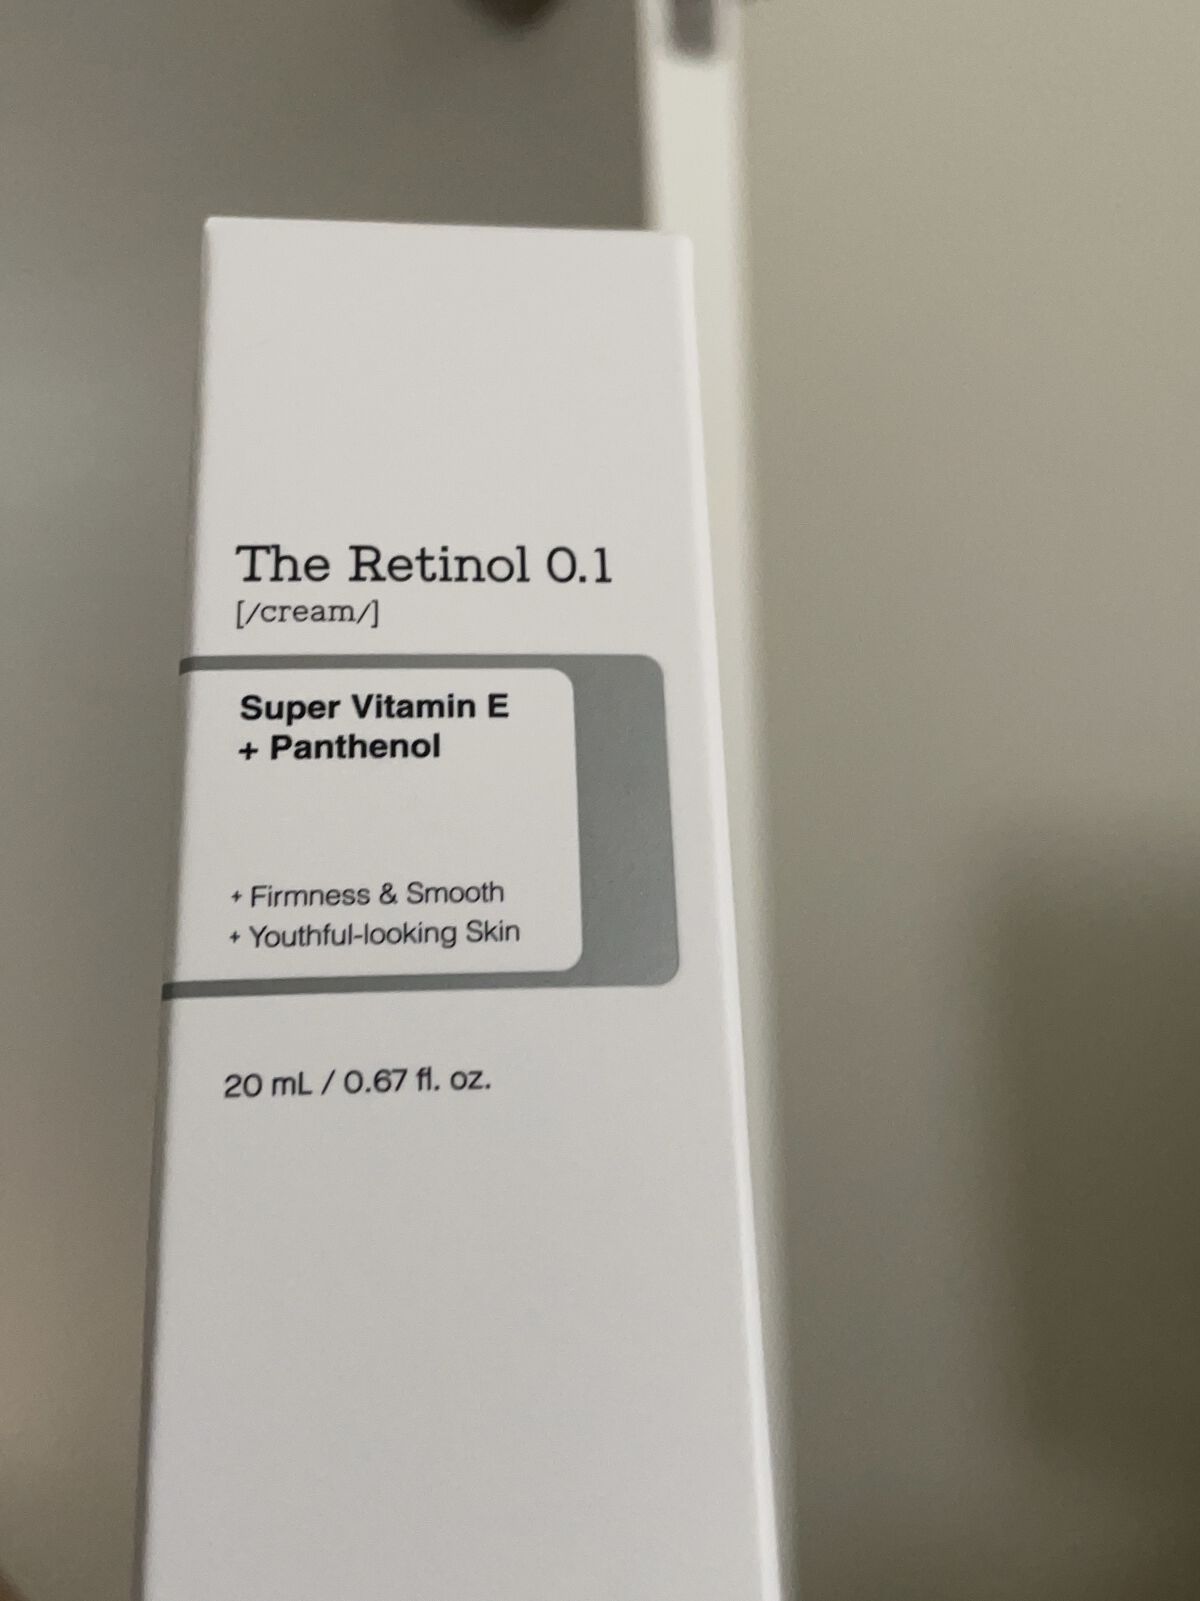 The Retinol 0.1
[/cream/]
Super Vitamin E
+ Panthenol
+ Firmness & Smooth
+ Youthful-looking Skin
20 mL / 0.67 fl. oz.